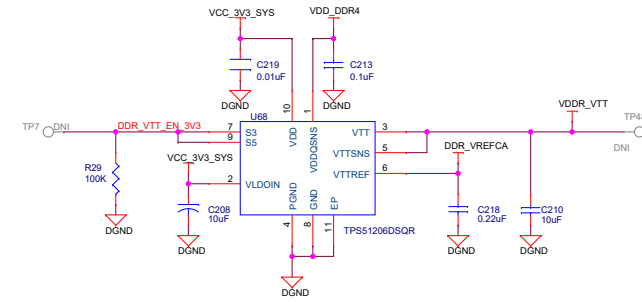 VCC_3V3_SYS
VDD_DDR4
C219
0.01uF
C213
0.1uF
DGND
DGND
VDDR_VTT
TP7
DNI
DDR_VTT_EN_3V3
U68
10
1
7
S3
9
S5
VDD
VDDQSNS
VTT
3
VTTSNS
5
VTTREF
6
DDR_VREFCA
DNI
R29
100K
VCC_3V3_SYS
2
VLDOIN
PGND
GND
EP
4
8
11
TPS51206DSQR
C208
10uF
C218
0.22uF
C210
10uF
DGND
DGND
DGND
DGND
DGND